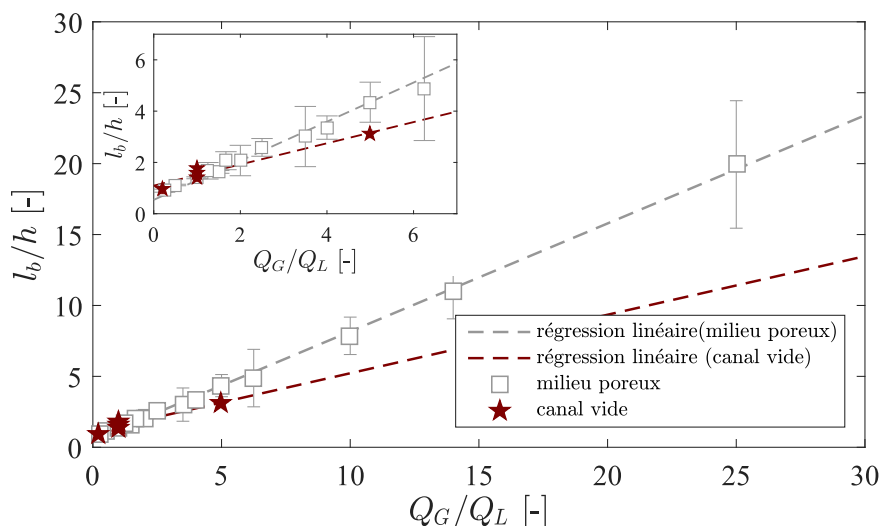 30
25
20
15
10
5
0
l_b/h [-]
0
5
10
15
20
25
30
Q_G/Q_L [-]
6
4
2
0
l_b/h [-]
0
2
4
6
Q_G/Q_L [-]
régression linéaire(milieu poreux)
régression linéaire (canal vide)
milieu poreux
canal vide